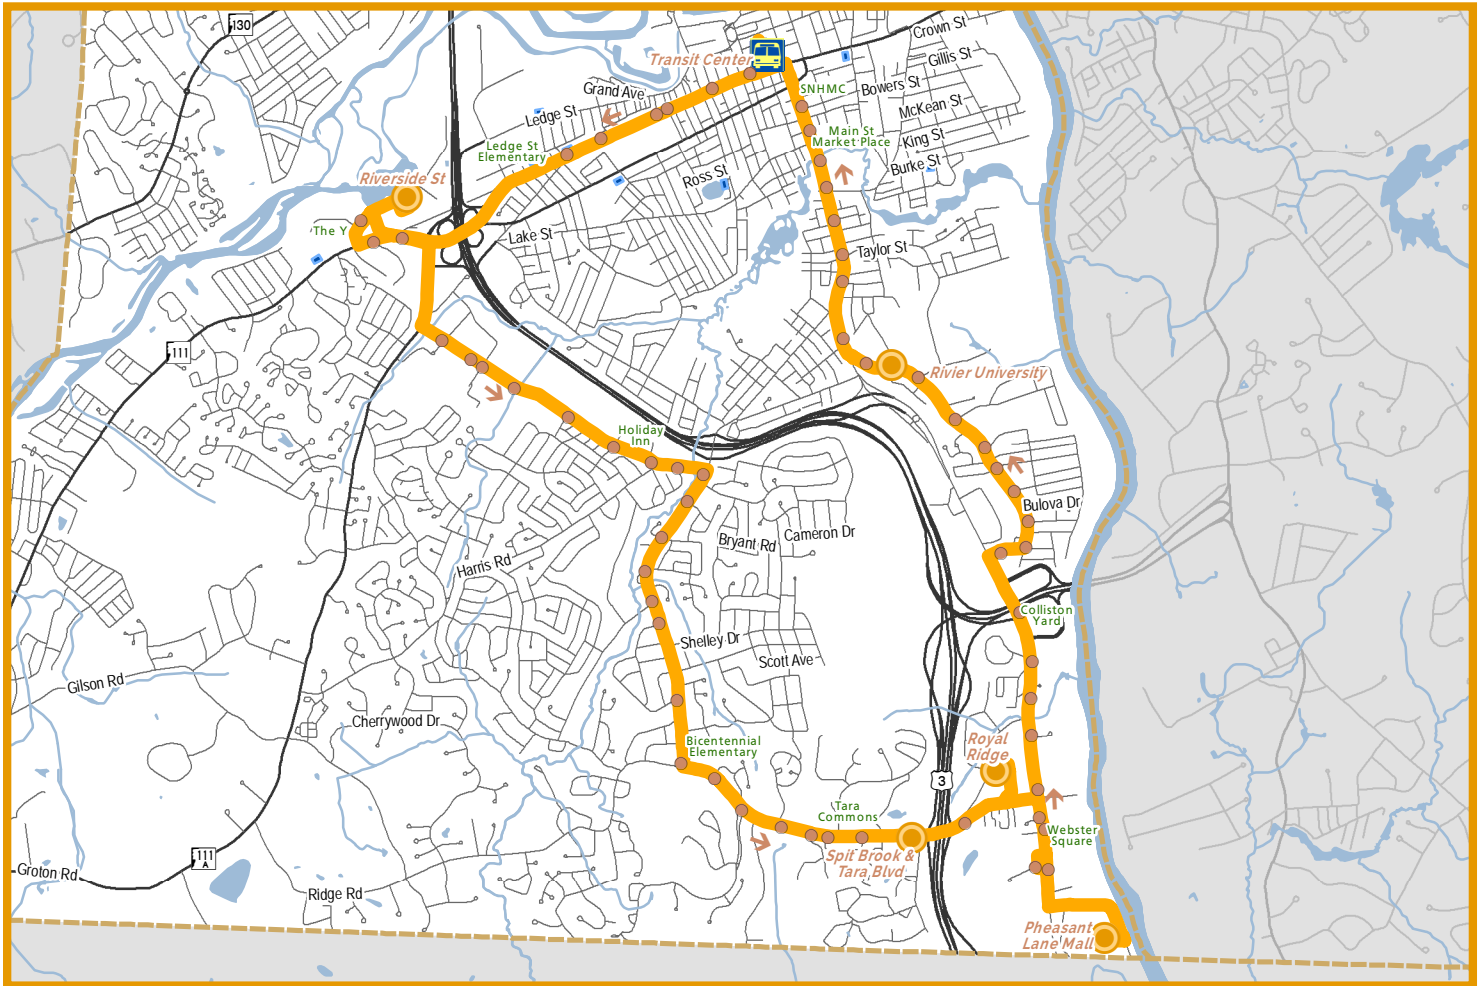 130
Crown St
Gillis St
Transit Center
SNHMC
Bowers St
Grand Ave
McKean St
Ledge St
Main St
Market Place
King St
Ledge St
Elementary
Burke St
Ross St
Riverside St
The Y
Lake St
Taylor St
111
Rivier University
Holiday
Inn
Bulova Dr
Bryant Rd
Cameron Dr
Harris Rd
Colliston
Yard
Shelley Dr
Scott Ave
Gilson Rd
Cherrywood Dr
Bicentennial
Elementary
Royal
Ridge
3
Tara
Commons
Webster
Square
Spit Brook &
Tara Blvd
111
A
Groton Rd
Ridge Rd
Pheasant
Lane Mall